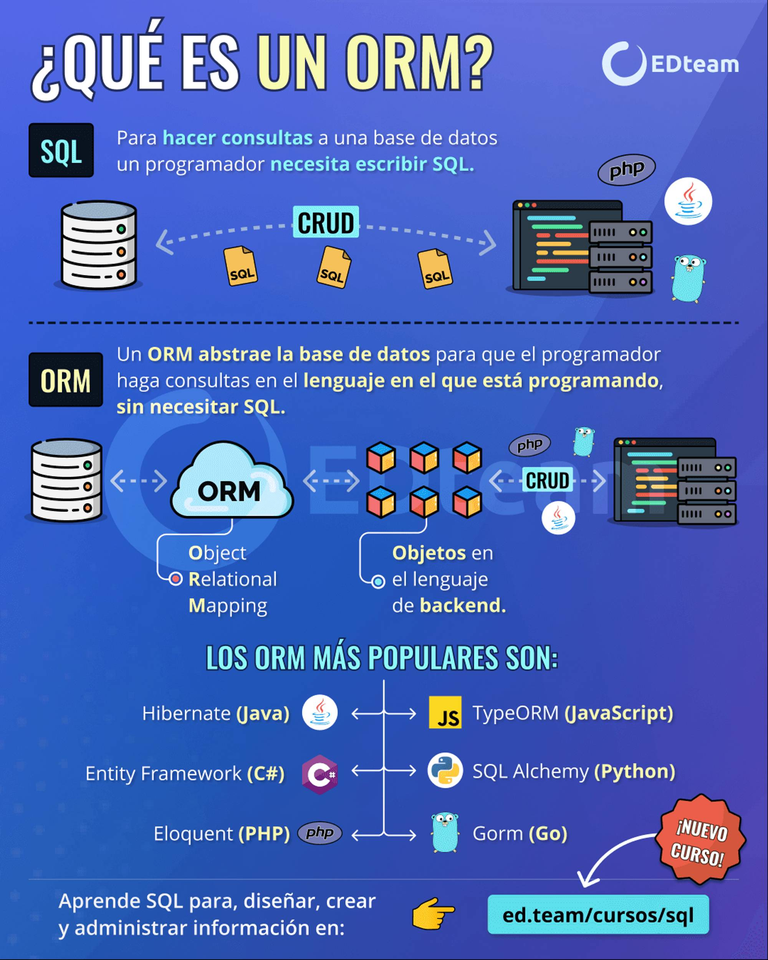 ¿QUÉ ES UN ORM?
EDteam
SQL
Para hacer consultas a una base de datos
un programador necesita escribir SQL.
php
CRUD
SQL
SQL
SQL
ORM
Un ORM abstrae la base de datos para que el programador
haga consultas en el lenguaje en el que está programando,
sin necesitar SQL.
EDteam
php
ORM
CRUD
Object
Relational
Mapping
Objetos en
el lenguaje
de backend.
LOS ORM MÁS POPULARES SON:
Hibernate (Java)
JS
TypeORM (JavaScript)
Entity Framework (C#)
C#
SQL Alchemy (Python)
Eloquent (PHP)
php
Gorm (Go)
¡NUEVO
CURSO!
Aprende SQL para, diseñar, crear
y administrar información en:
ed.team/cursos/sql